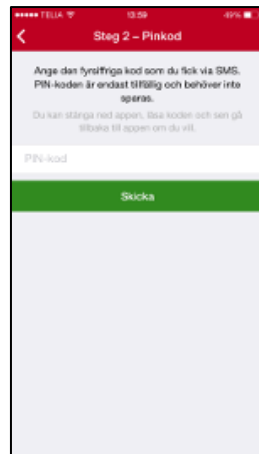 TELIA 13:59 49%
Steg 2 – Pinkod
Ange den fyrsiffriga kod som du fick via SMS.
PIN-koden är endast tillfällig och behöver inte
sparas.
Du kan stänga ned appen, läsa koden och sen gå
tillbaka till appen om du vill.
PIN-kod
Skicka